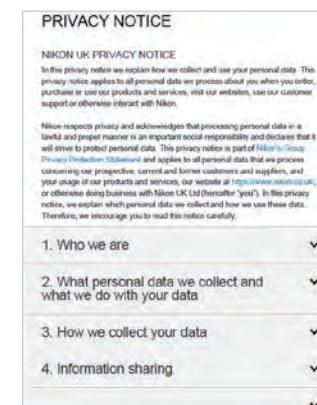 PRIVACY NOTICE
NIKON UK PRIVACY NOTICE
In this privacy notice we explain how we collect and use your personal data. This
privacy notice applies to all personal data we process about you when you enter,
purchase or use our products and services, visit our websites, use our customer
support or otherwise interact with Nikon.
Nikon respects privacy and acknowledges that processing personal data in a
lawful and proper manner is an important social responsibility and declares that it
will strive to protect personal data. This privacy notice is part of Nikon's Group
Privacy Protection Statement and applies to all personal data that we process
concerning our prospective, current and former customers and suppliers, and
your usage of our products and services, our website at https://www.nikon.co.uk,
or otherwise doing business with Nikon UK Ltd (hereafter "you"). In this privacy
notice, we explain which personal data we collect and how we use these data.
Therefore, we encourage you to read this notice carefully.
1. Who we are
2. What personal data we collect and
what we do with your data
3. How we collect your data
4. Information sharing